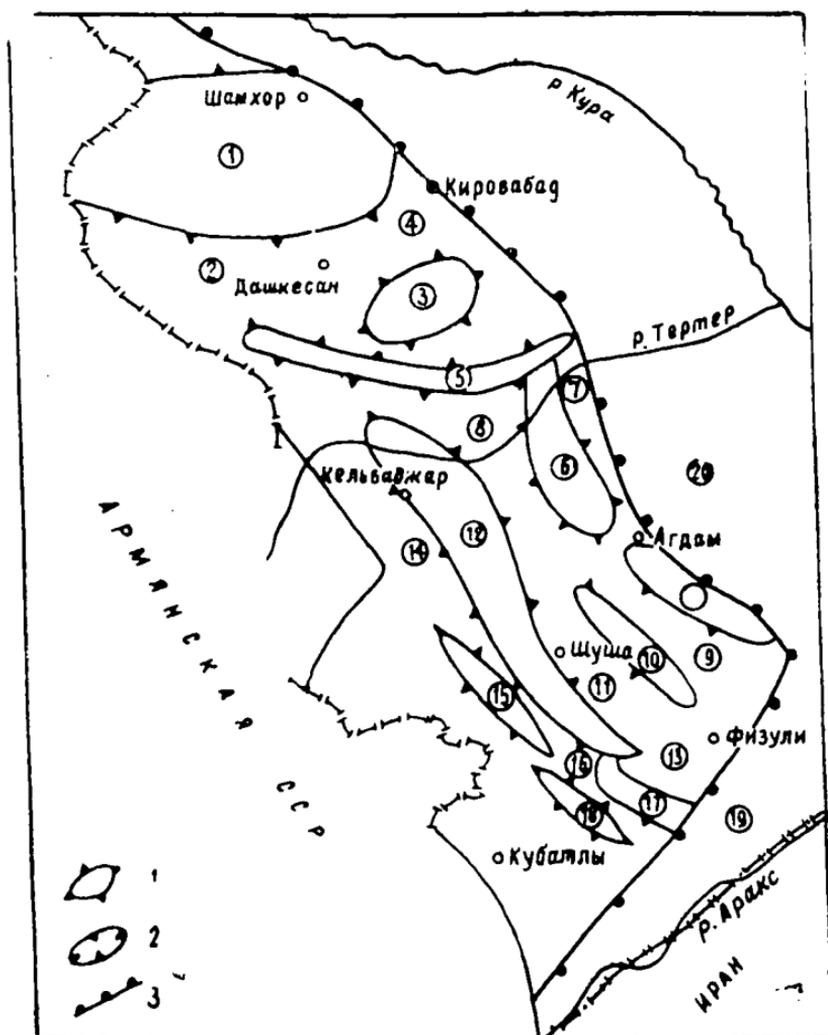 Шамхор
р. Кура
①
Кировабад
④
②
Дашкесан
③
р. Тертер
⑤
⑦
⑧
⑥
Кельваджар
⑳
АРМЯНСКАЯ ССР
⑫
Агдам
⑭
Шуша
⑩
⑨
⑮
⑪
Физули
⑬
⑯
⑰
⑱
⑲
Кубатлы
р. Аракс
ИРАН
1
2
3